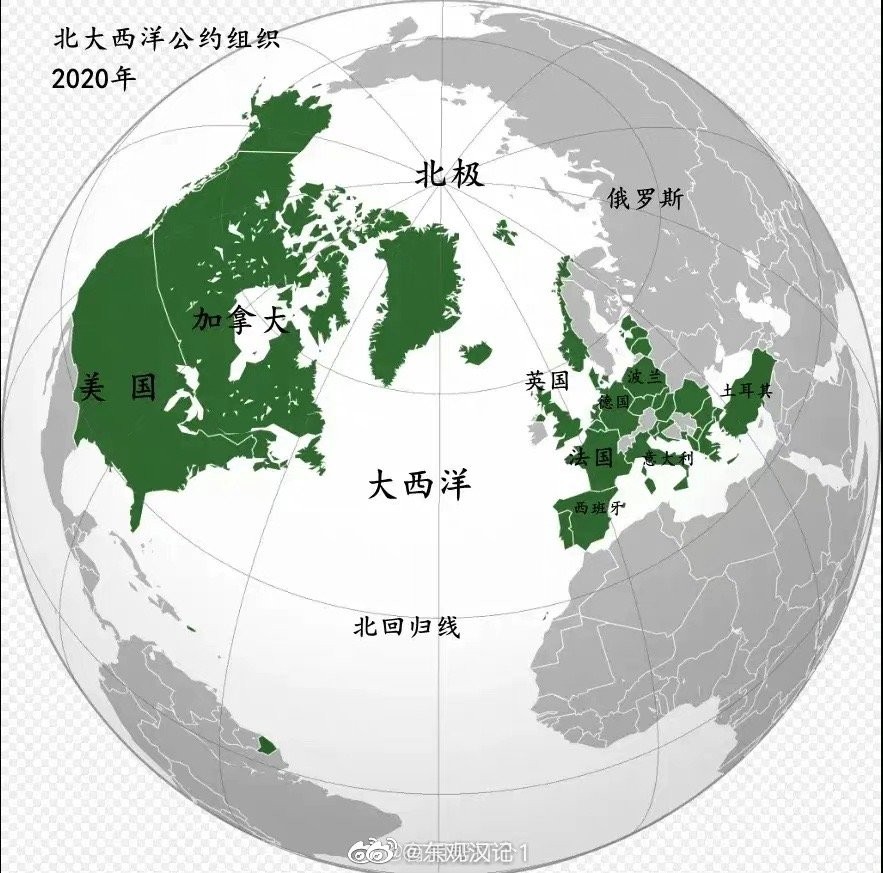 北大西洋公约组织
2020年
北极
俄罗斯
加拿大
美国
英国
波兰
德国
土耳其
法国
意大利
大西洋
西班牙
北回归线
@东观汉记1